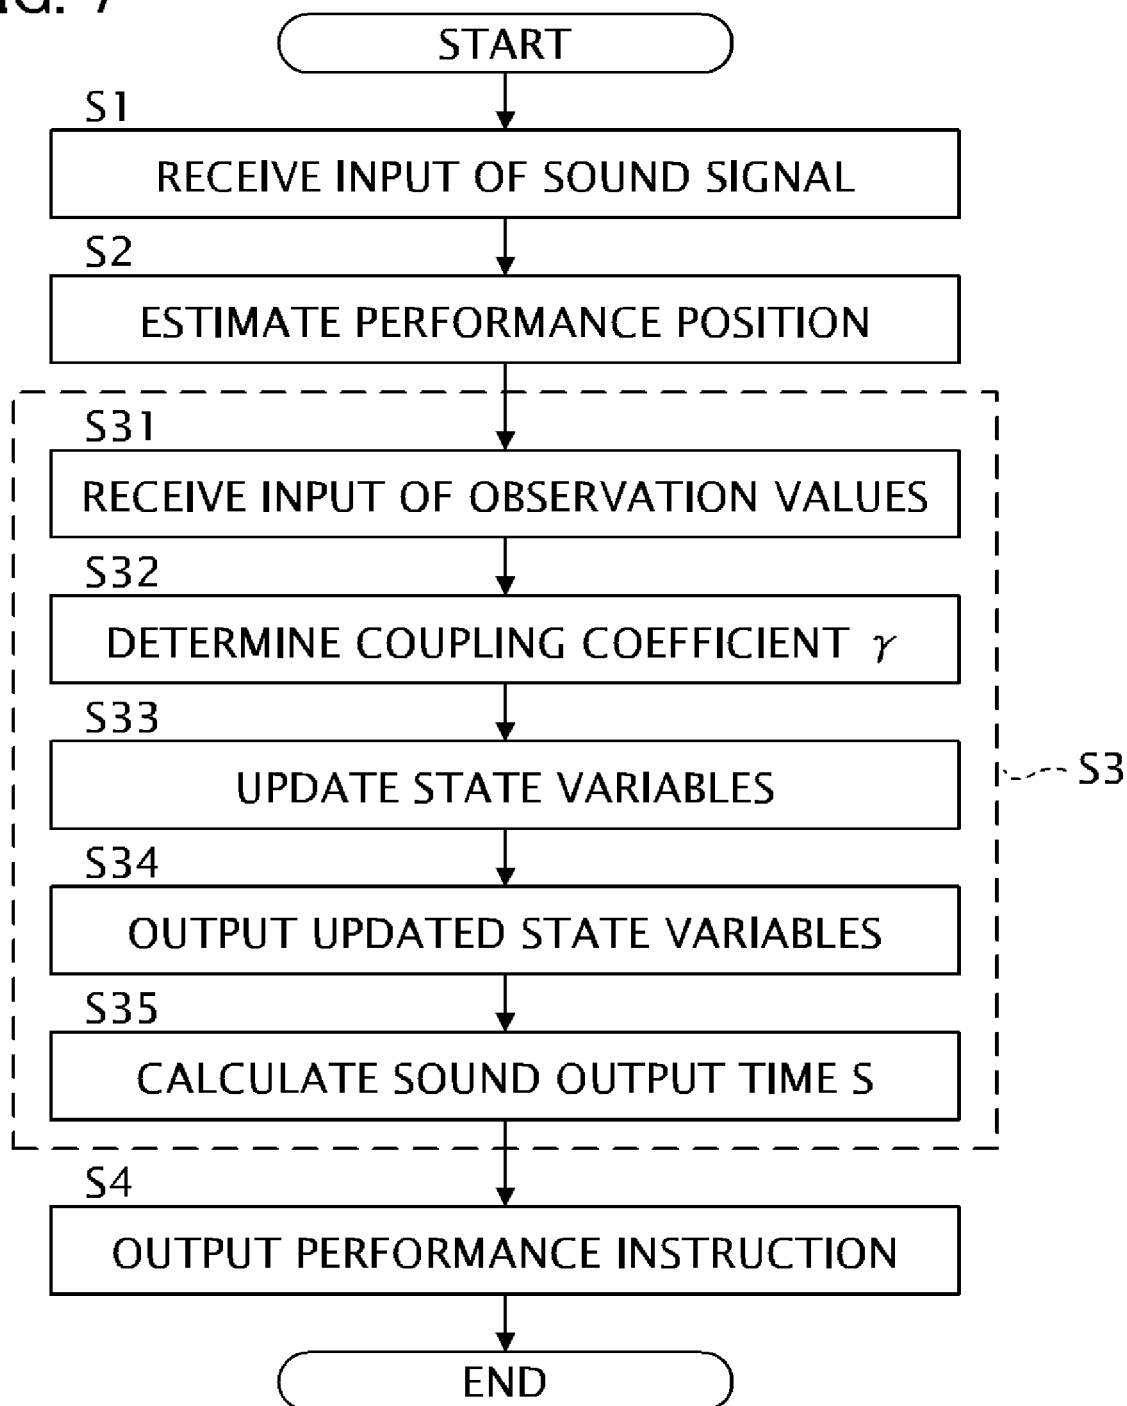 START
S1
RECEIVE INPUT OF SOUND SIGNAL
S2
ESTIMATE PERFORMANCE POSITION
S31
RECEIVE INPUT OF OBSERVATION VALUES
S32
DETERMINE COUPLING COEFFICIENT γ
S33
UPDATE STATE VARIABLES
S3
S34
OUTPUT UPDATED STATE VARIABLES
S35
CALCULATE SOUND OUTPUT TIME S
S4
OUTPUT PERFORMANCE INSTRUCTION
END